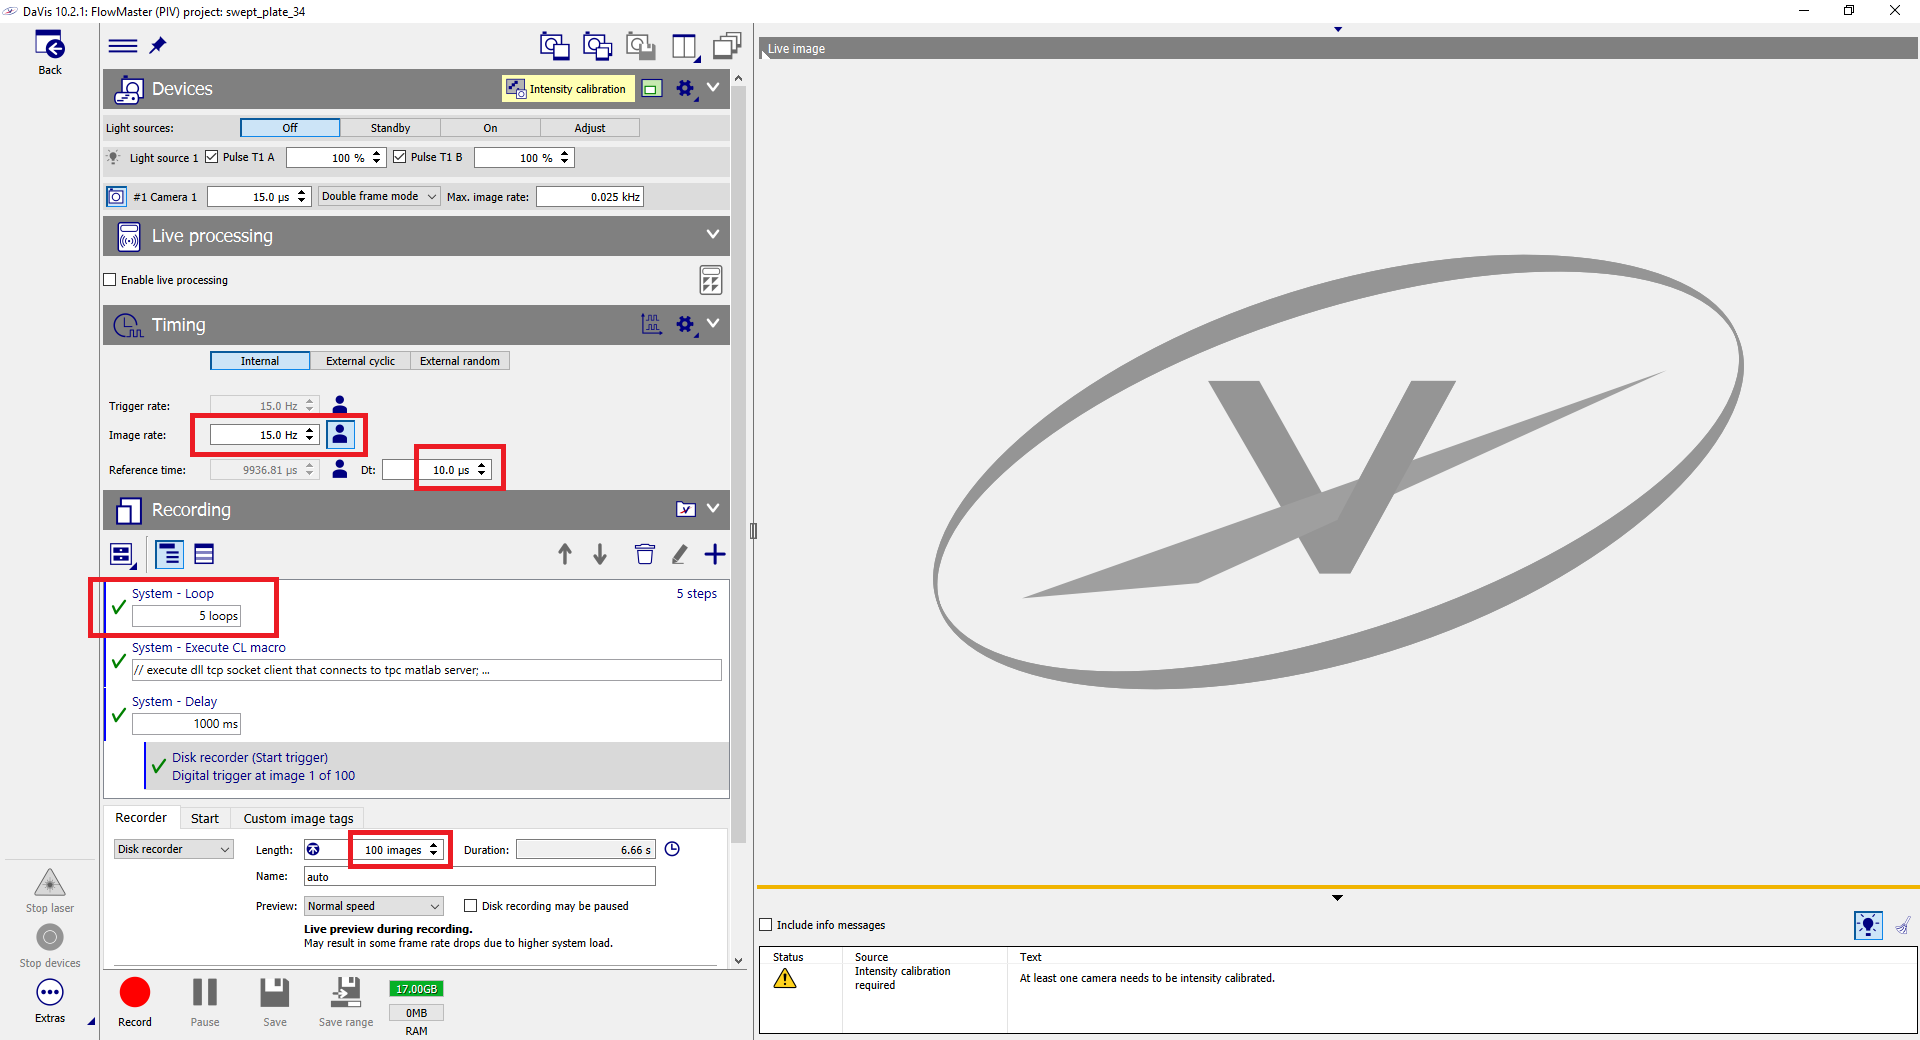 DaVis 10.2.1: FlowMaster (PIV) project: swept_plate_34
Back
Devices
Intensity calibration
Light sources: Off Standby On Adjust
Light source 1 Pulse T1 A 100 % Pulse T1 B 100 %
#1 Camera 1 15.0 µs Double frame mode Max. image rate: 0.025 kHz
Live processing
Enable live processing
Timing
Internal External cyclic External random
Trigger rate: 15.0 Hz
Image rate: 15.0 Hz
Reference time: 9936.81 µs Dt: 10.0 µs
Recording
System - Loop 5 steps
5 loops
System - Execute CL macro
// execute dll tcp socket client that connects to tpc matlab server; ...
System - Delay
1000 ms
Disk recorder (Start trigger)
Digital trigger at image 1 of 100
Recorder Start Custom image tags
Disk recorder Length: 100 images Duration: 6.66 s
Name: auto
Preview: Normal speed Disk recording may be paused
Live preview during recording.
May result in some frame rate drops due to higher system load.
Stop laser
Stop devices
Extras
Record Pause Save Save range
17.00GB
0MB
RAM
Live image
Include info messages
Status Source Text
Intensity calibration required At least one camera needs to be intensity calibrated.